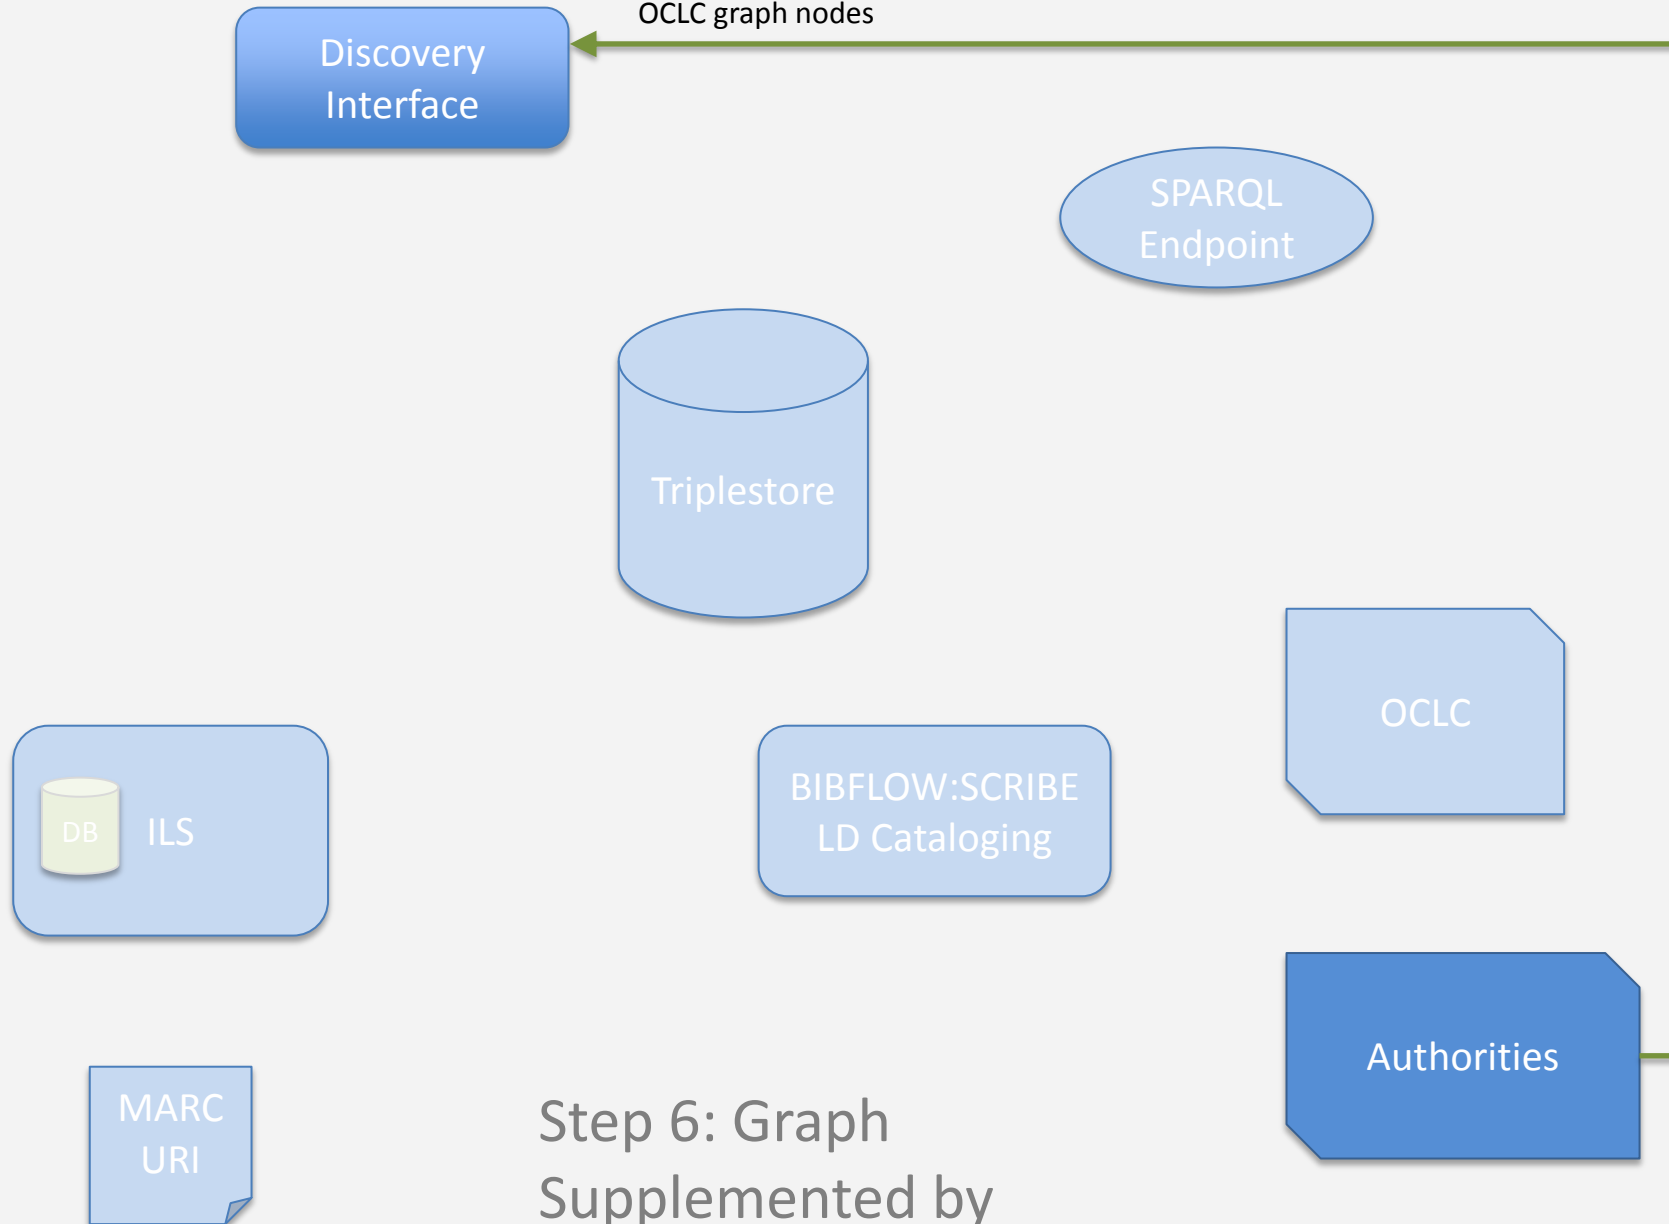 OCLC graph nodes
Discovery
Interface
SPARQL
Endpoint
Triplestore
OCLC
BIBFLOW:SCRIBE
LD Cataloging
DB
ILS
Authorities
MARC
URI
Step 6: Graph
Supplemented by